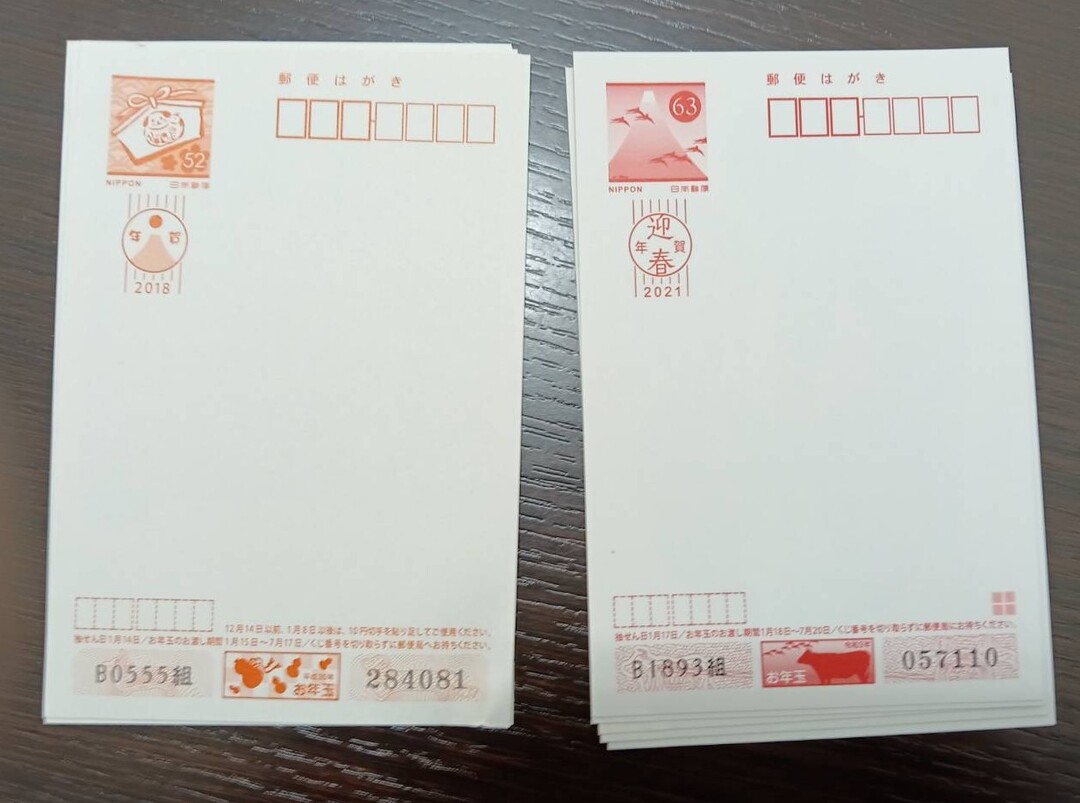 郵便はがき
52
NIPPON 日本郵便
年賀
2018
12月14日以前、1月8日以後は、10円切手を貼り足してご使用ください。
抽せん日1月14日/お年玉のお渡し期間1月15日～7月17日/くじ番号を切り取らずに郵便局へお持ちください。
B0555組
平成30年
お年玉
284081
郵便はがき
63
NIPPON 日本郵便
迎春
年賀
2021
抽せん日1月17日/お年玉のお渡し期間1月18日～7月20日/くじ番号を切り取らずに郵便局にお持ちください。
B1893組
令和3年
お年玉
057110